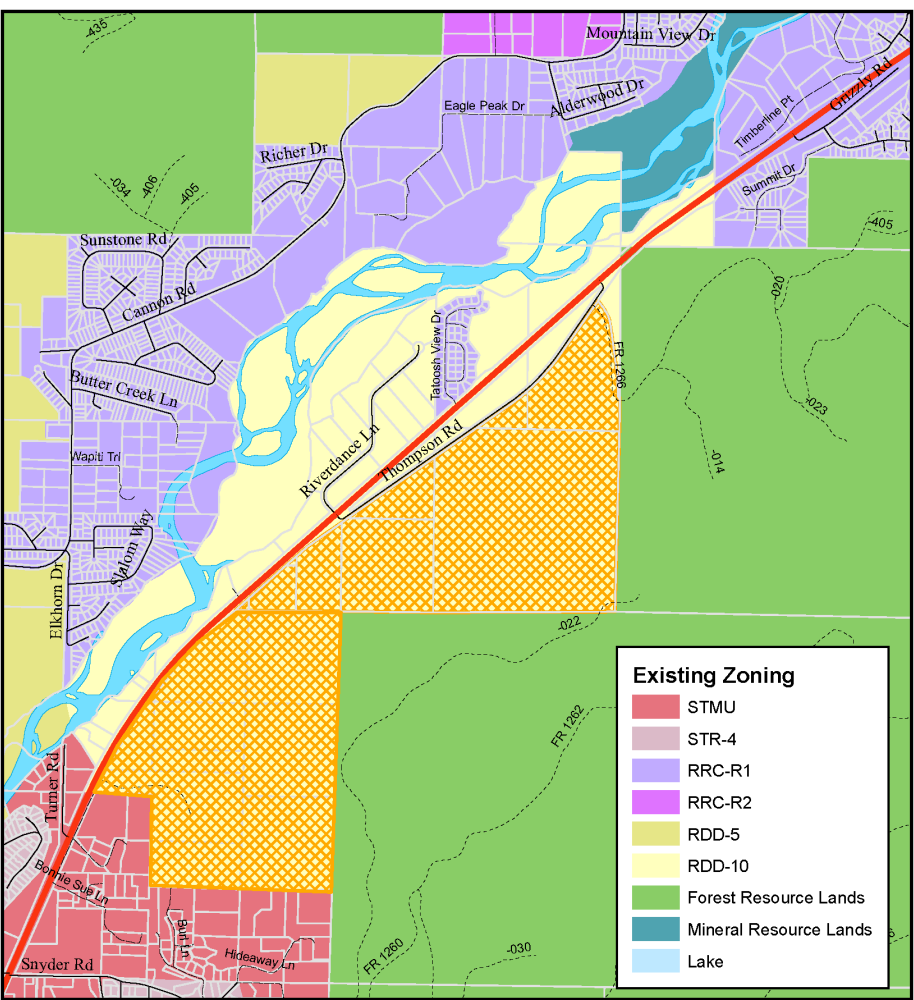 -435
Mountain View Dr
Eagle Peak Dr
Alderwood Dr
Grizzly Rd
Timberline Pt
Richer Dr
Summit Dr
-034
-406
-405
-405
Sunstone Rd
Cannon Rd
-020
Tatoosh View Dr
FR 1266
Butter Creek Ln
-023
Wapiti Trl
Riverdance Ln
Thompson Rd
-014
Slalom Way
Elkhorn Dr
-022
FR 1262
Turner Rd
Bonnie Sue Ln
Burl Ln
Hideaway Ln
Snyder Rd
FR 1260
-030
Existing Zoning
STMU
STR-4
RRC-R1
RRC-R2
RDD-5
RDD-10
Forest Resource Lands
Mineral Resource Lands
Lake